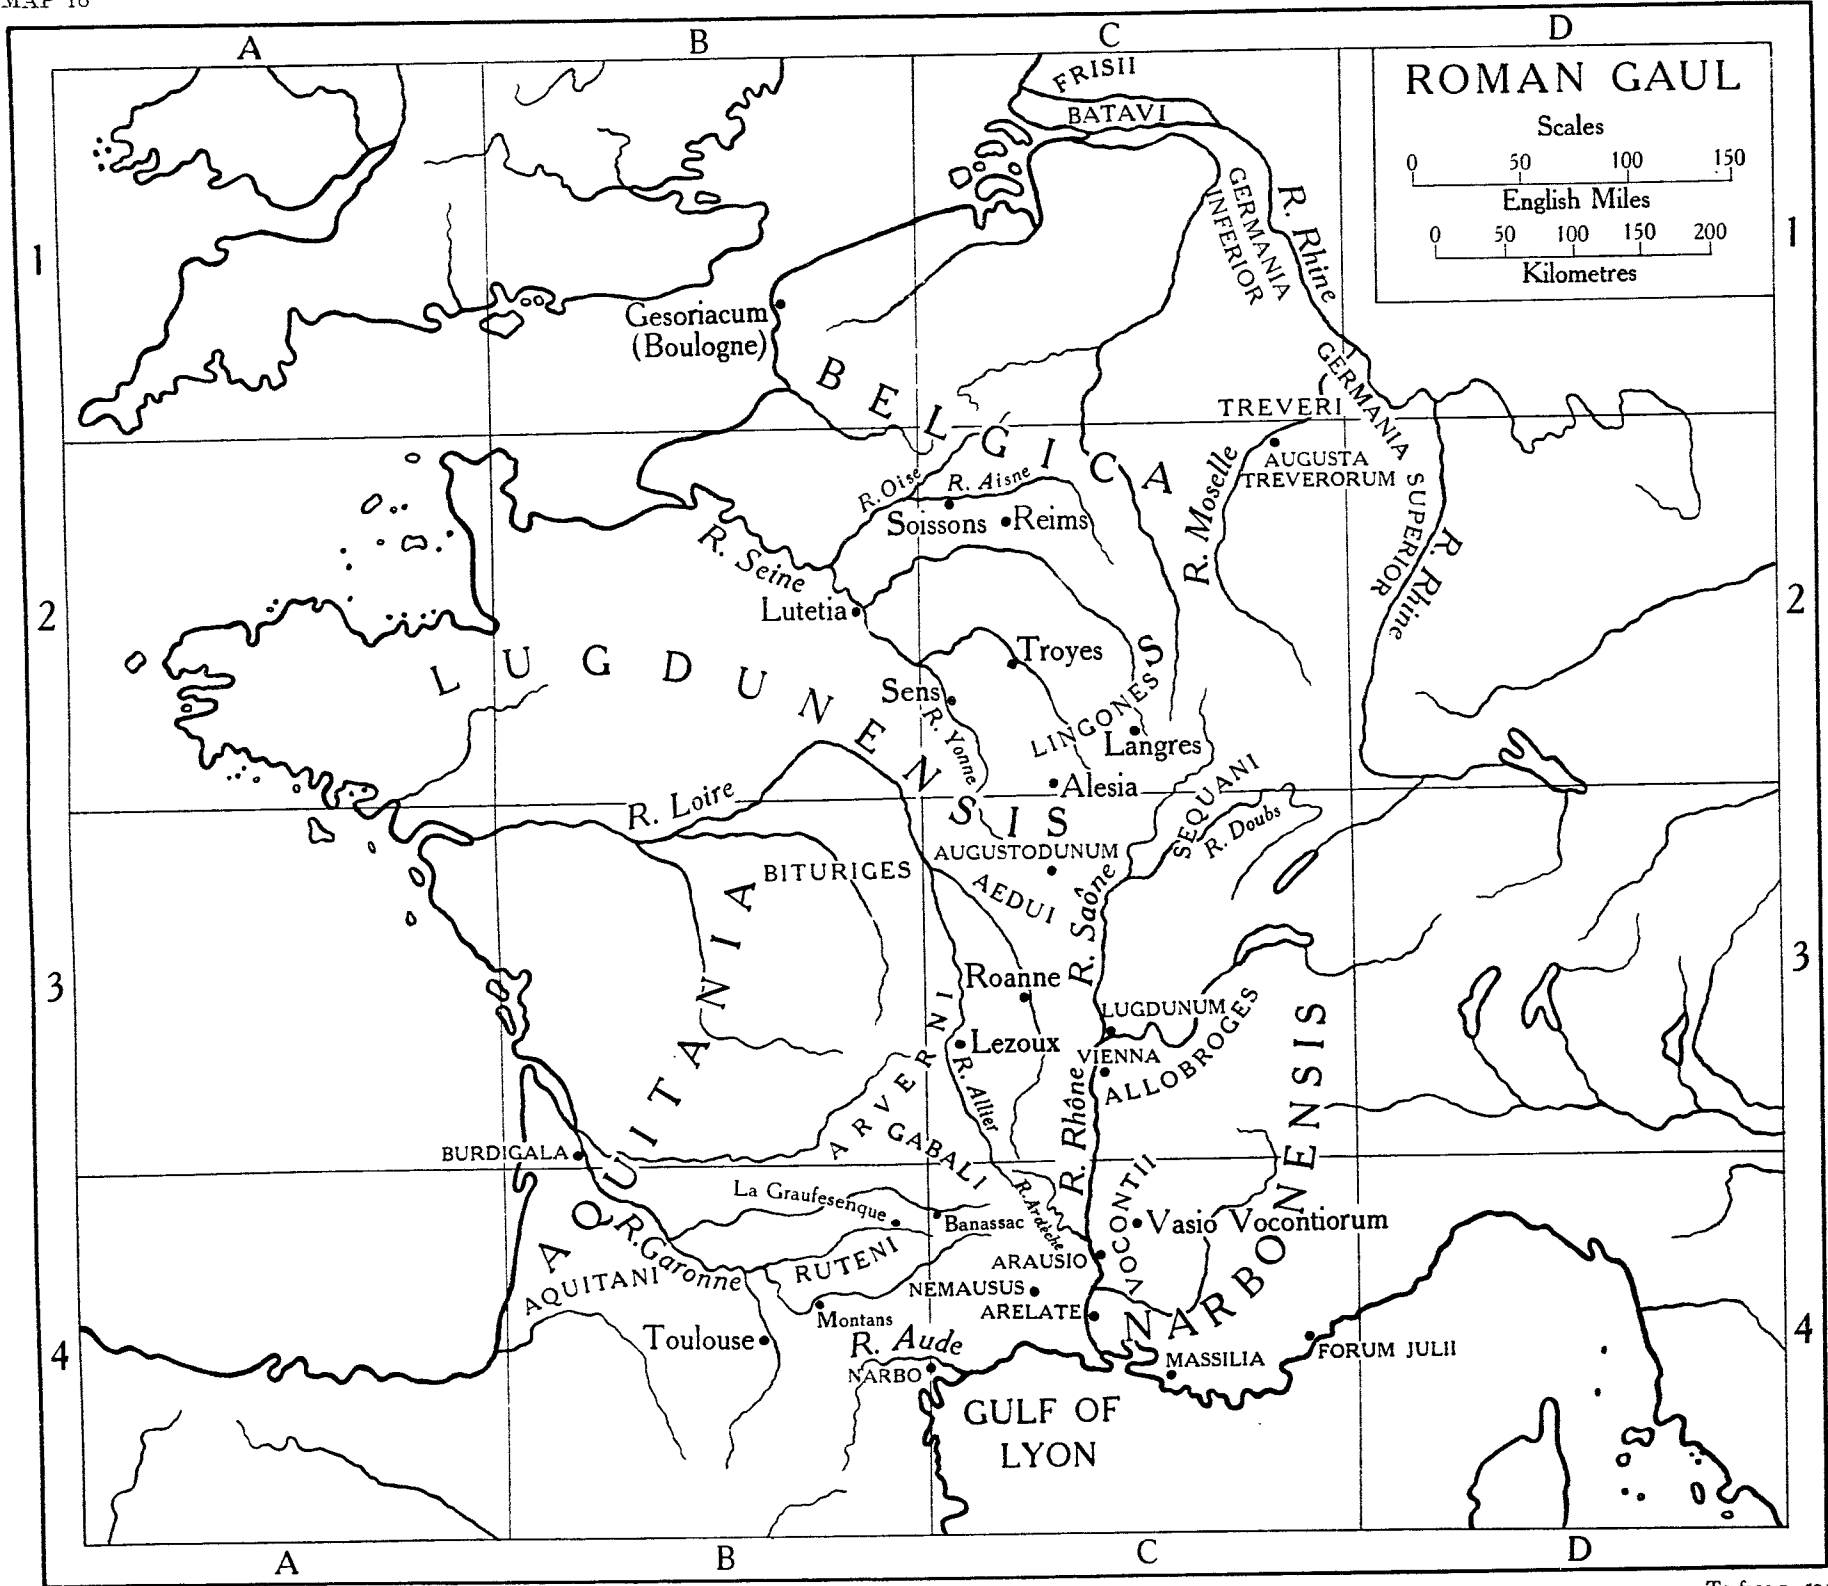 MAP 18
A B C D
ROMAN GAUL
Scales
0 50 100 150
English Miles
0 50 100 150 200
Kilometres
FRISII
BATAVI
GERMANIA
INFERIOR
R. Rhine
1 1
Gesoriacum
(Boulogne)
BELGICA
TREVERI
GERMANIA SUPERIOR
AUGUSTA
TREVERORUM
R. Moselle
R. Oise
R. Aisne
Soissons
Reims
R. Seine
R. Rhine
Lutetia
2 2
Troyes
LUGDUNENSIS
Sens
R. Yonne
LINGONES
S
Langres
Alesia
SEQUANI
R. Loire
R. Doubs
AUGUSTODUNUM
BITURIGES
AEDUI
R. Saône
AQUITANIA
Roanne
3 3
LUGDUNUM
Lezoux
VIENNA
ALLOBROGES
ARVERNI
R. Allier
R. Rhône
GABALI
BURDIGALA
La Graufesenque
Banassac
R. Ardèche
VOCONTII
Vasio Vocontiorum
NARBONENSIS
R. Garonne
RUTENI
ARAUSIO
AQUITANI
NEMAUSUS
ARELATE
Montans
Toulouse
R. Aude
NARBO
MASSILIA
FORUM JULII
4 4
GULF OF
LYON
A B C D